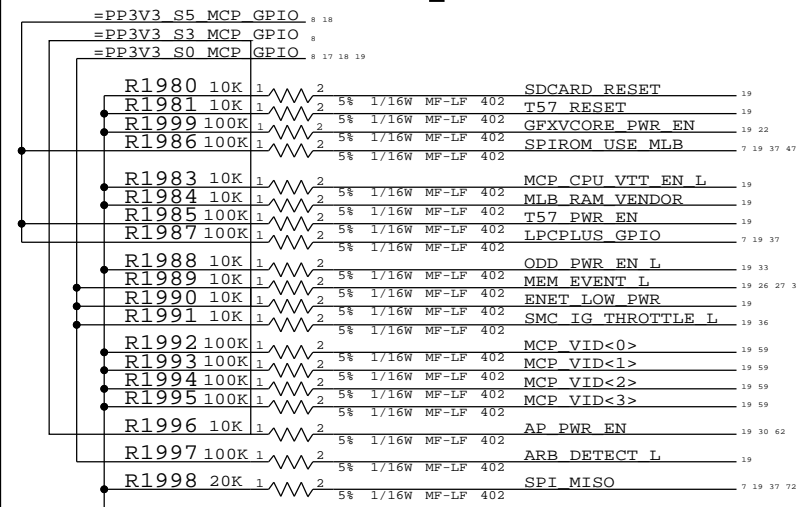 =PP3V3_S5_MCP_GPIO 8 18
=PP3V3_S3_MCP_GPIO 8
=PP3V3_S0_MCP_GPIO 8 17 18 19
R1980 10K 1 2 SDCARD_RESET 19
5% 1/16W MF-LF 402
R1981 10K 1 2 T57_RESET 19
5% 1/16W MF-LF 402
R1999 100K 1 2 GFXVCORE_PWR_EN 19 22
5% 1/16W MF-LF 402
R1986 100K 1 2 SPIROM_USE_MLB 7 19 37 47
5% 1/16W MF-LF 402
R1983 10K 1 2 MCP_CPU_VTT_EN_L 19
5% 1/16W MF-LF 402
R1984 10K 1 2 MLB_RAM_VENDOR 19
5% 1/16W MF-LF 402
R1985 100K 1 2 T57_PWR_EN 19
5% 1/16W MF-LF 402
R1987 100K 1 2 LPCPLUS_GPIO 7 19 37
5% 1/16W MF-LF 402
R1988 10K 1 2 ODD_PWR_EN_L 19 33
5% 1/16W MF-LF 402
R1989 10K 1 2 MEM_EVENT_L 19 26 27 3
5% 1/16W MF-LF 402
R1990 10K 1 2 ENET_LOW_PWR 19
5% 1/16W MF-LF 402
R1991 10K 1 2 SMC_IG_THROTTLE_L 19 36
5% 1/16W MF-LF 402
R1992 100K 1 2 MCP_VID<0> 19 59
5% 1/16W MF-LF 402
R1993 100K 1 2 MCP_VID<1> 19 59
5% 1/16W MF-LF 402
R1994 100K 1 2 MCP_VID<2> 19 59
5% 1/16W MF-LF 402
R1995 100K 1 2 MCP_VID<3> 19 59
5% 1/16W MF-LF 402
R1996 10K 1 2 AP_PWR_EN 19 30 62
5% 1/16W MF-LF 402
R1997 100K 1 2 ARB_DETECT_L 19
5% 1/16W MF-LF 402
R1998 20K 1 2 SPI_MISO 7 19 37 72
5% 1/16W MF-LF 402